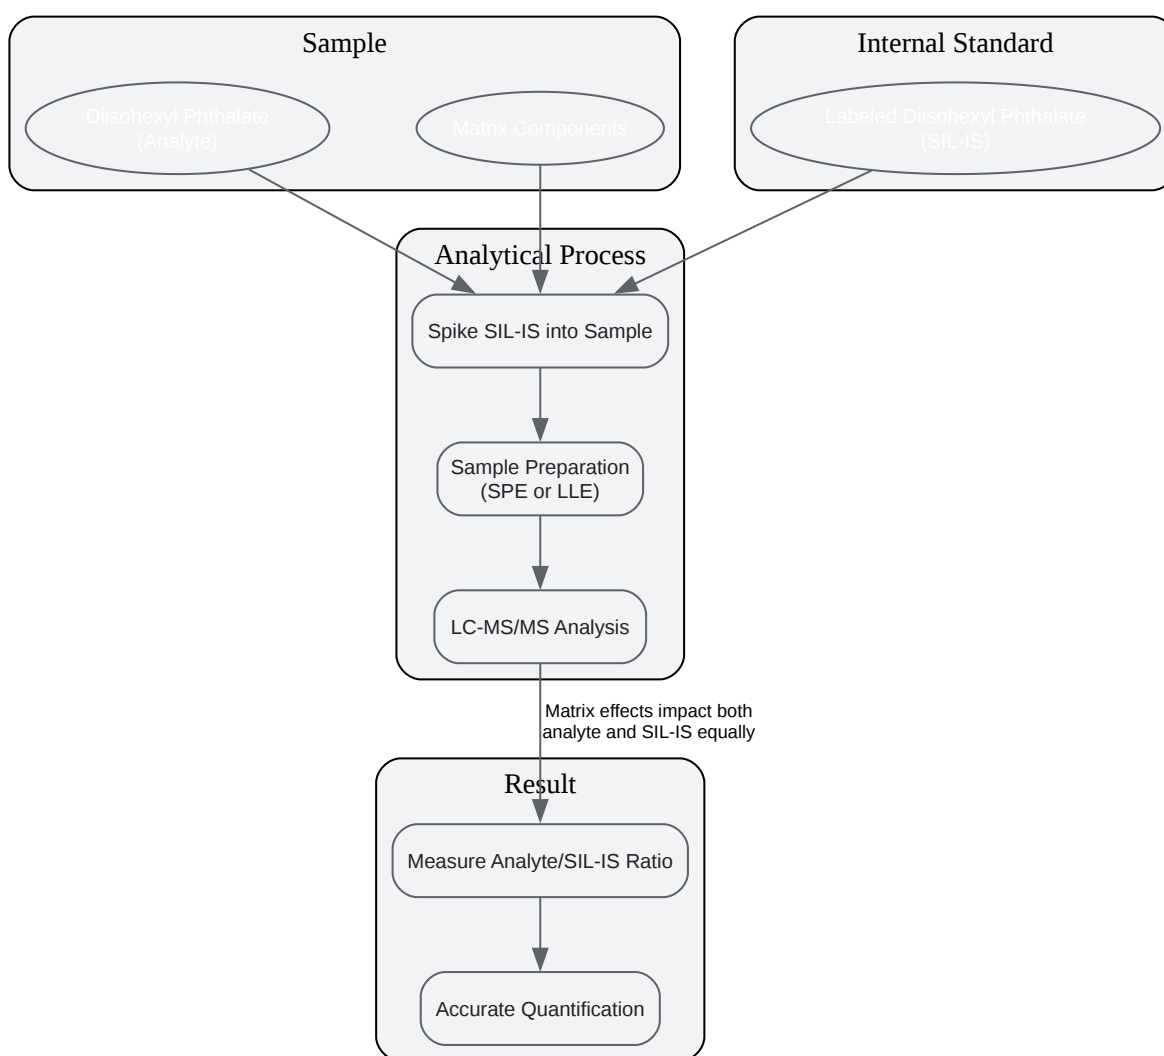 Sample
Internal Standard
Diisohexyl Phthalate
(Analyte)
Matrix Components
Labeled Diisohexyl Phthalate
(SIL-IS)
Analytical Process
Spike SIL-IS into Sample
Sample Preparation
(SPE or LLE)
LC-MS/MS Analysis
Matrix effects impact both
analyte and SIL-IS equally
Result
Measure Analyte/SIL-IS Ratio
Accurate Quantification